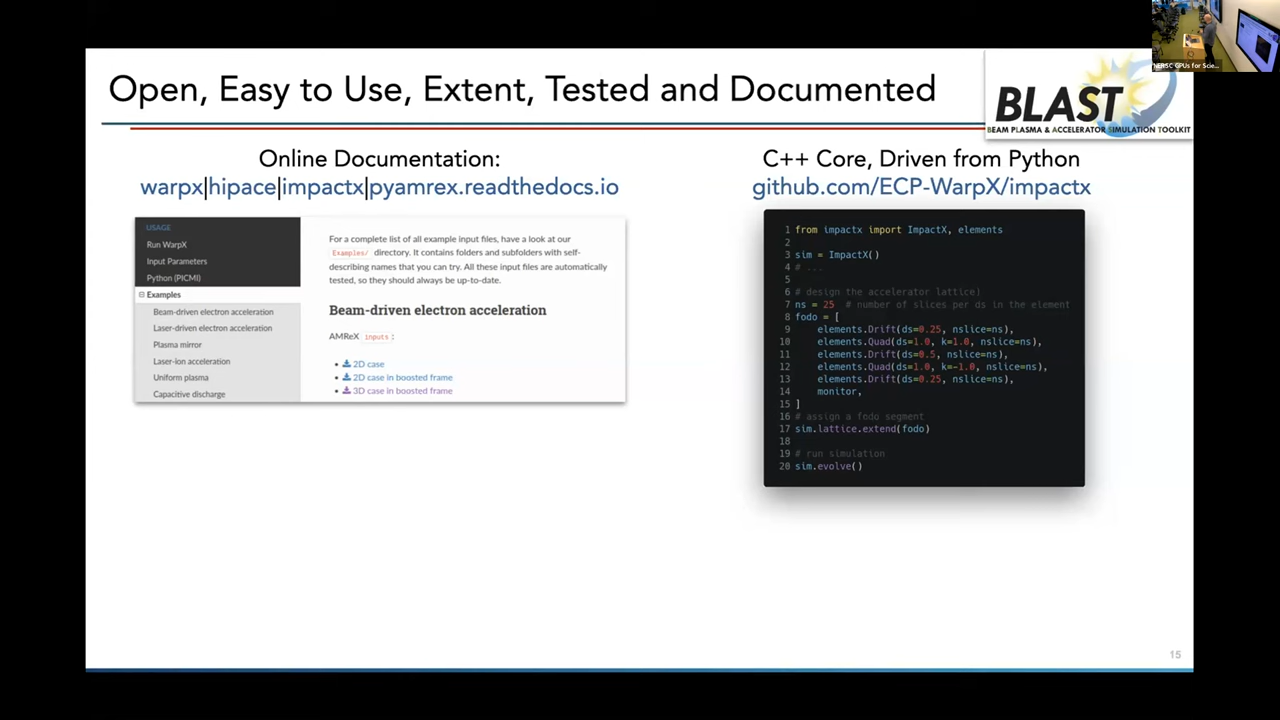 Open, Easy to Use, Extent, Tested and Documented
BLAST
BEAM PLASMA & ACCELERATOR SIMULATION TOOLKIT
Online Documentation:
warpx|hipace|impactx|pyamrex.readthedocs.io
USAGE
Run WarpX
Input Parameters
Python (PICMI)
Examples
Beam-driven electron acceleration
Laser-driven electron acceleration
Plasma mirror
Laser-ion acceleration
Uniform plasma
Capacitive discharge
For a complete list of all example input files, have a look at our
Examples/ directory. It contains folders and subfolders with self-
describing names that you can try. All these input files are automatically
tested, so they should always be up-to-date.
Beam-driven electron acceleration
AMReX inputs :
• 2D case
• 2D case in boosted frame
• 3D case in boosted frame
C++ Core, Driven from Python
github.com/ECP-WarpX/impactx
1 from impactx import ImpactX, elements
2
3 sim = ImpactX()
4 # ...
5
6 # design the accelerator lattice)
7 ns = 25  # number of slices per ds in the element
8 fodo = [
9     elements.Drift(ds=0.25, nslice=ns),
10     elements.Quad(ds=1.0, k=1.0, nslice=ns),
11     elements.Drift(ds=0.5, nslice=ns),
12     elements.Quad(ds=1.0, k=-1.0, nslice=ns),
13     elements.Drift(ds=0.25, nslice=ns),
14     monitor,
15 ]
16 # assign a fodo segment
17 sim.lattice.extend(fodo)
18
19 # run simulation
20 sim.evolve()
15
NERSC GPUs for Scie...